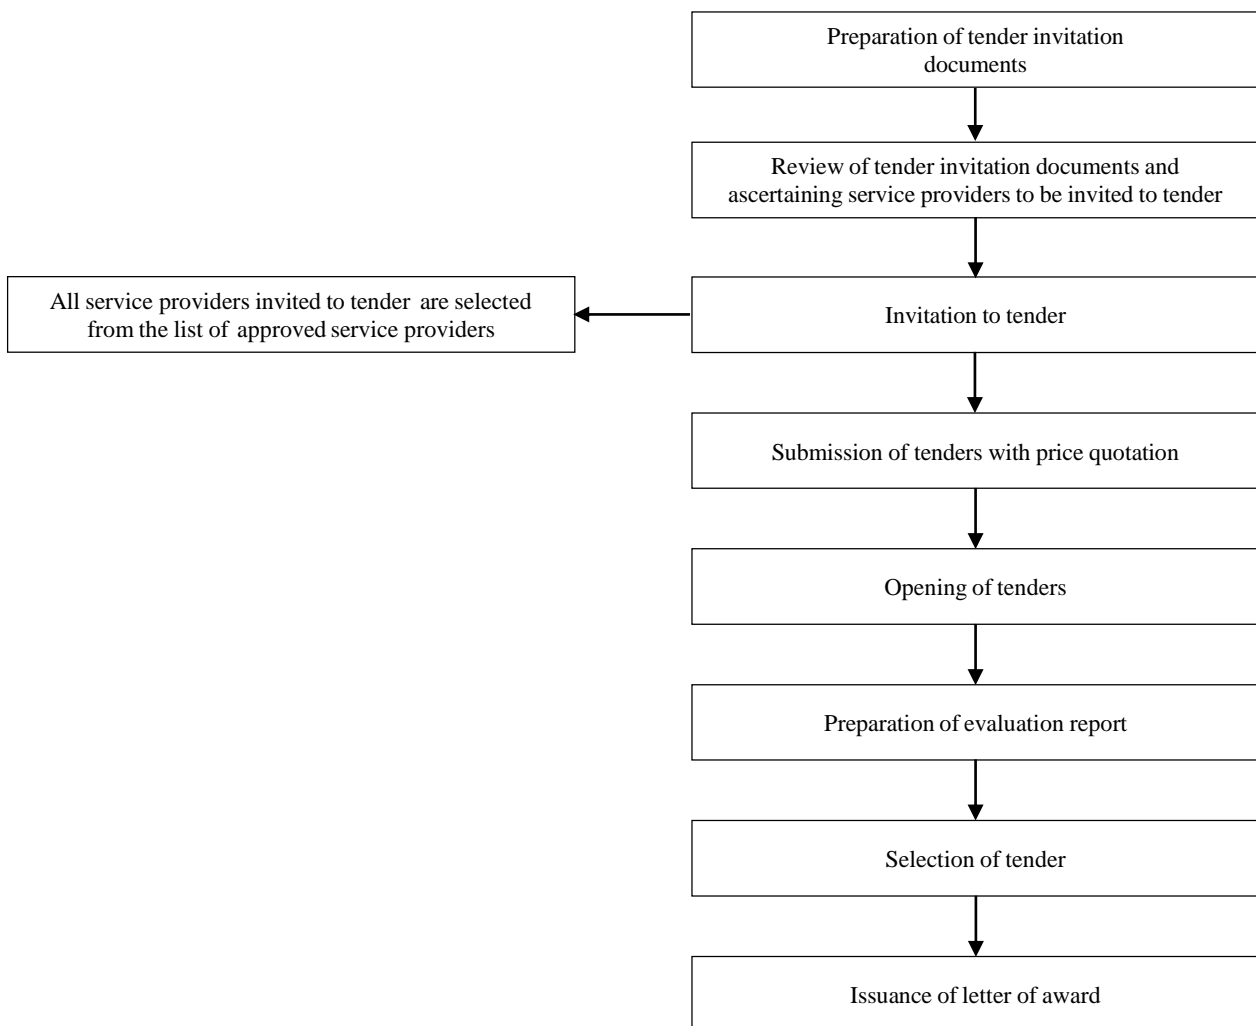 Preparation of tender invitation
documents
Review of tender invitation documents and
ascertaining service providers to be invited to tender
All service providers invited to tender are selected
from the list of approved service providers
Invitation to tender
Submission of tenders with price quotation
Opening of tenders
Preparation of evaluation report
Selection of tender
Issuance of letter of award